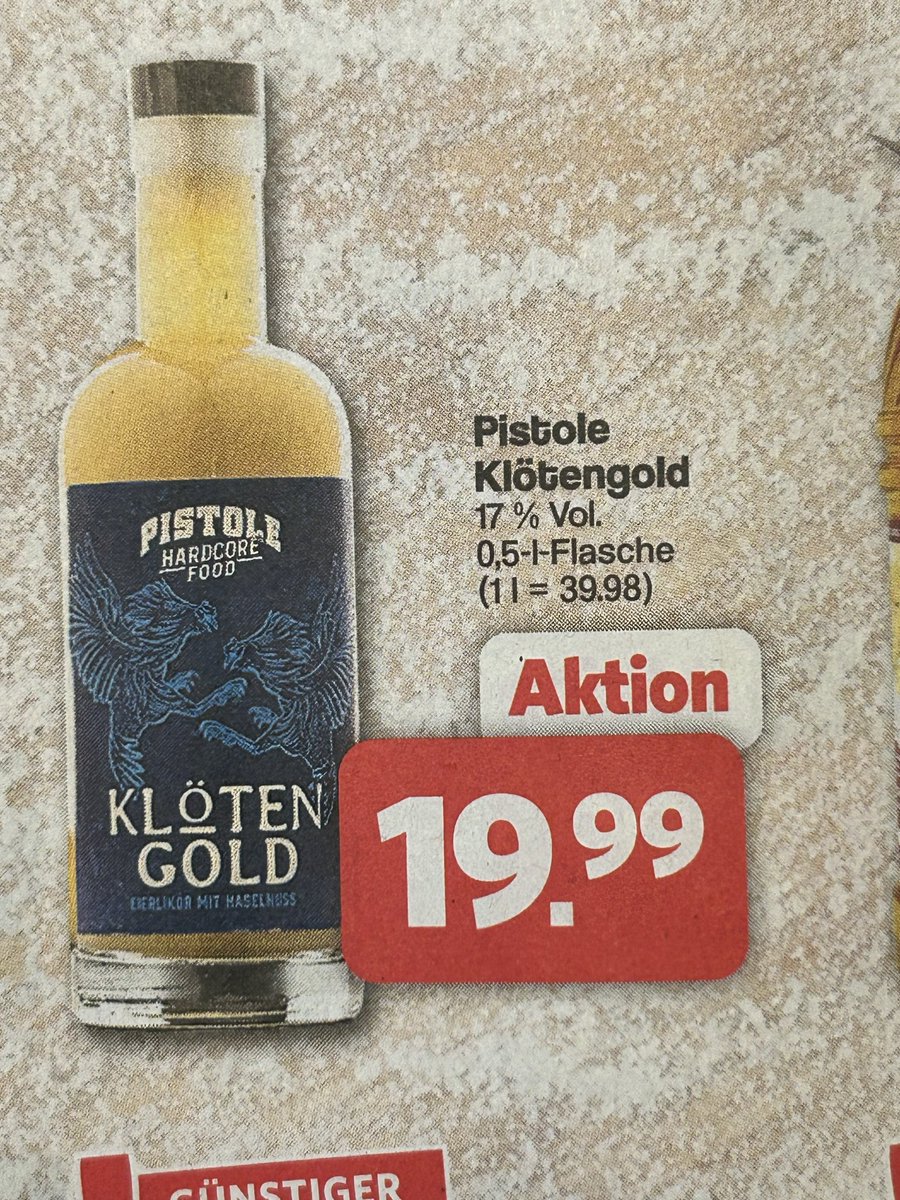 PISTOLE
HARDCORE
FOOD
KLÖTEN
GOLD
EIERLIKÖR MIT HASELNUSS
Pistole
Klötengold
17 % Vol.
0,5-l-Flasche
(1 l = 39.98)
Aktion
19.99
GÜNSTIGER